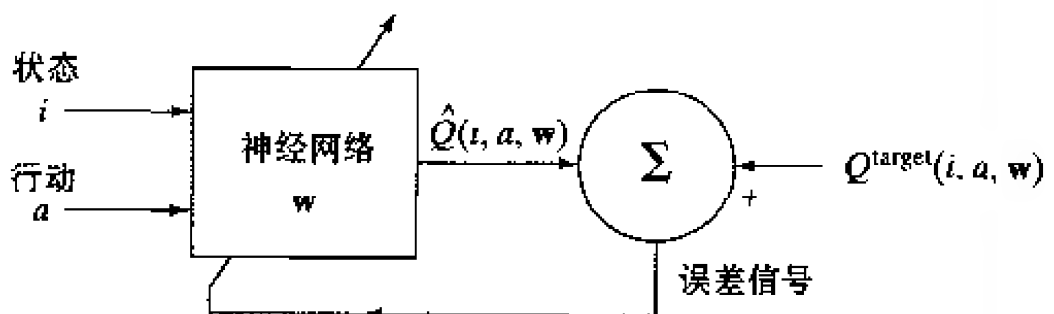 状态
i
行动
a
神经网络
w
Q̂(ι, a, w)
Σ
+
Q^target(i, a, w)
误差信号